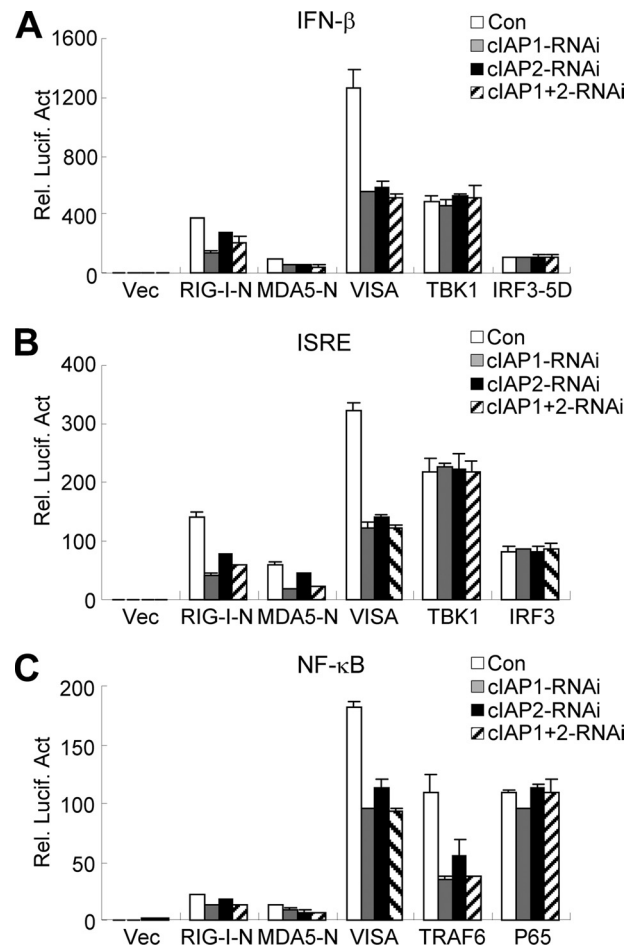 A
IFN-β
Con
cIAP1-RNAi
cIAP2-RNAi
cIAP1+2-RNAi
Rel. Lucif. Act
1600
1200
800
400
0
Vec RIG-I-N MDA5-N VISA TBK1 IRF3-5D
B
ISRE
Con
cIAP1-RNAi
cIAP2-RNAi
cIAP1+2-RNAi
Rel. Lucif. Act
400
300
200
100
0
Vec RIG-I-N MDA5-N VISA TBK1 IRF3
C
NF-κB
Con
cIAP1-RNAi
cIAP2-RNAi
cIAP1+2-RNAi
Rel. Lucif. Act
200
150
100
50
0
Vec RIG-I-N MDA5-N VISA TRAF6 P65